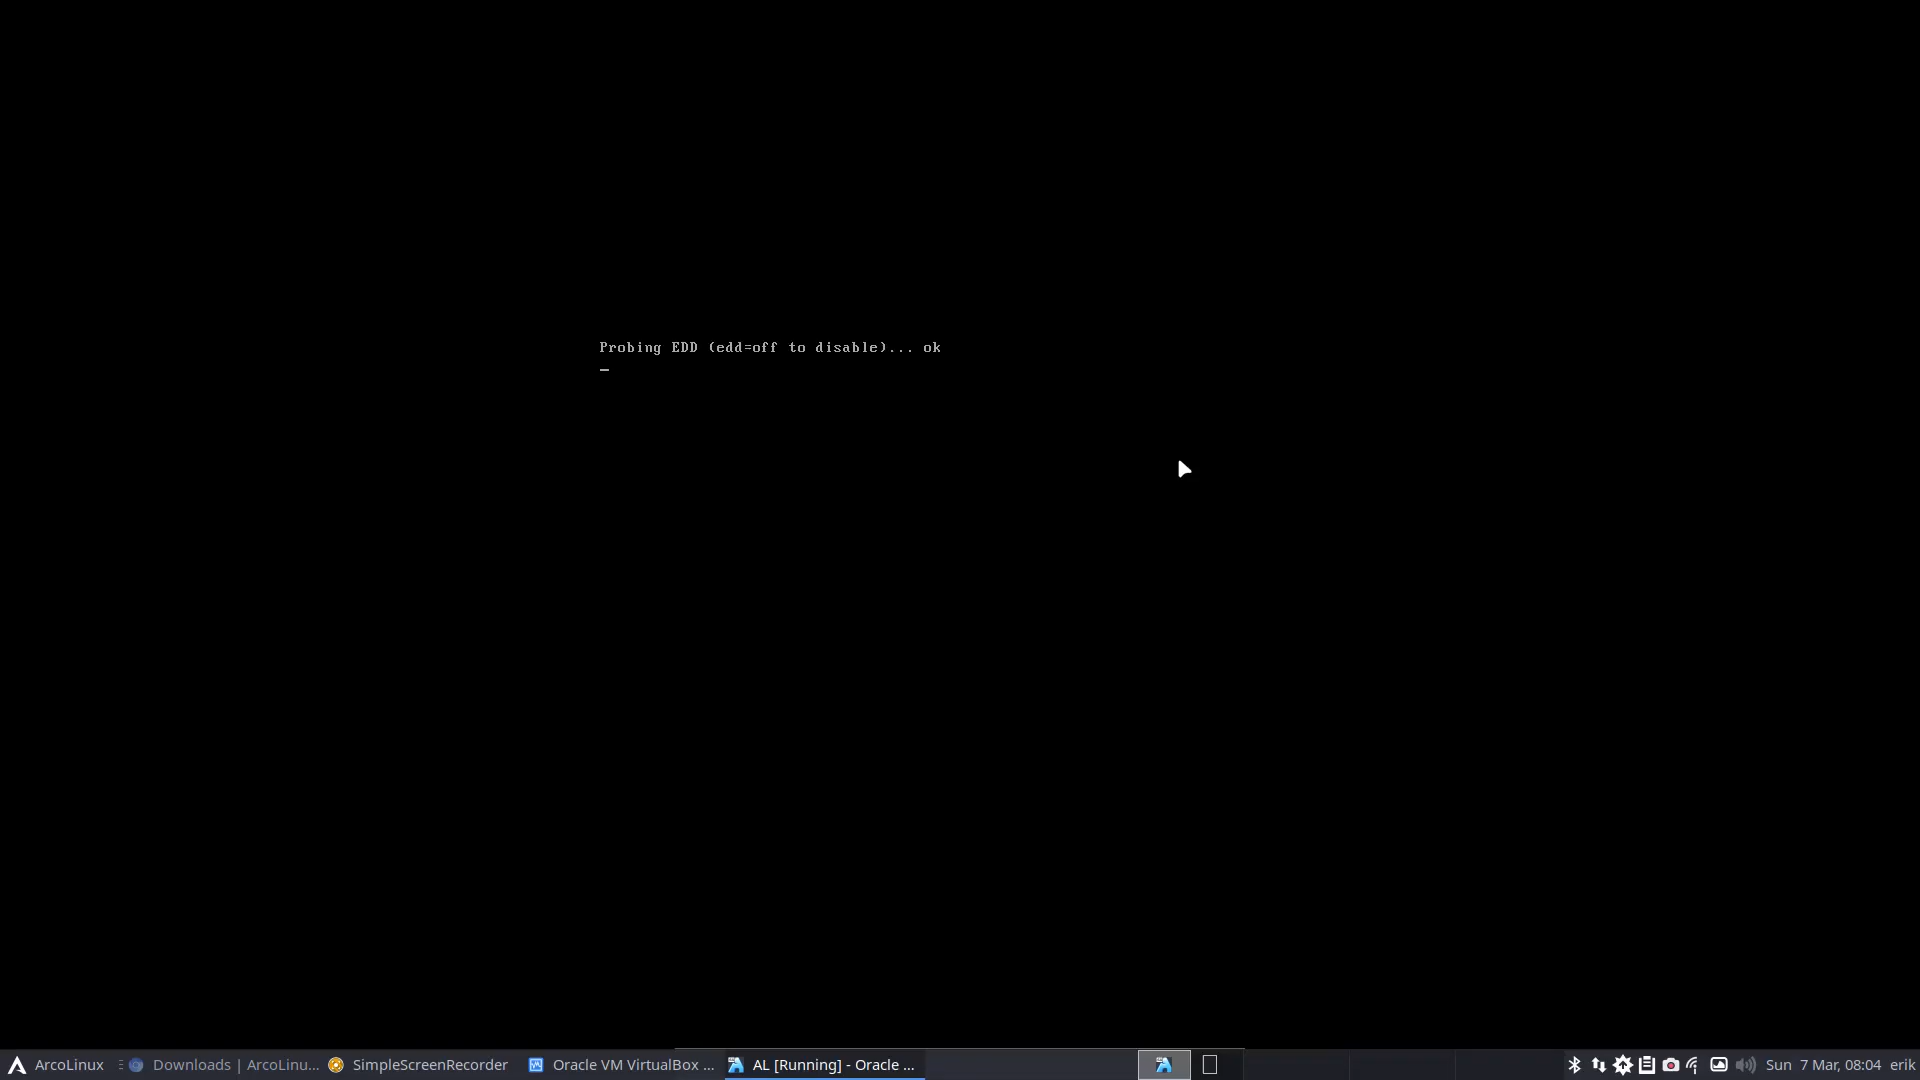 Probing EDD (edd=off to disable)... ok
_
ArcoLinux Downloads | ArcoLinu... SimpleScreenRecorder Oracle VM VirtualBox ... AL [Running] - Oracle ... Sun 7 Mar, 08:04 erik